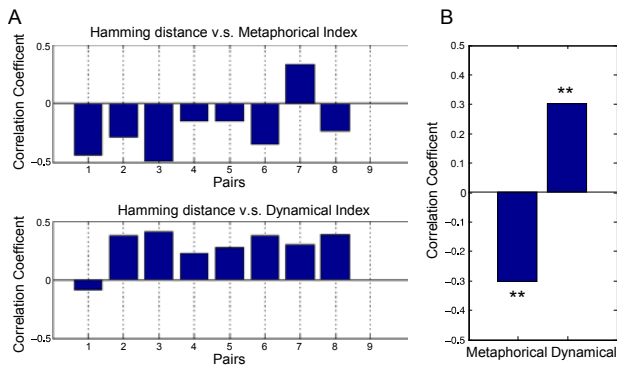 A
Hamming distance v.s. Metaphorical Index
Correlation Coefficent
0.5
0
−0.5
1 2 3 4 5 6 7 8 9
Pairs
Hamming distance v.s. Dynamical Index
Correlation Coefficent
0.5
0
−0.5
1 2 3 4 5 6 7 8 9
Pairs
B
Correlation Coefficent
0.5
0.4
0.3
0.2
0.1
0
−0.1
−0.2
−0.3
−0.4
−0.5
**
**
Metaphorical Dynamical